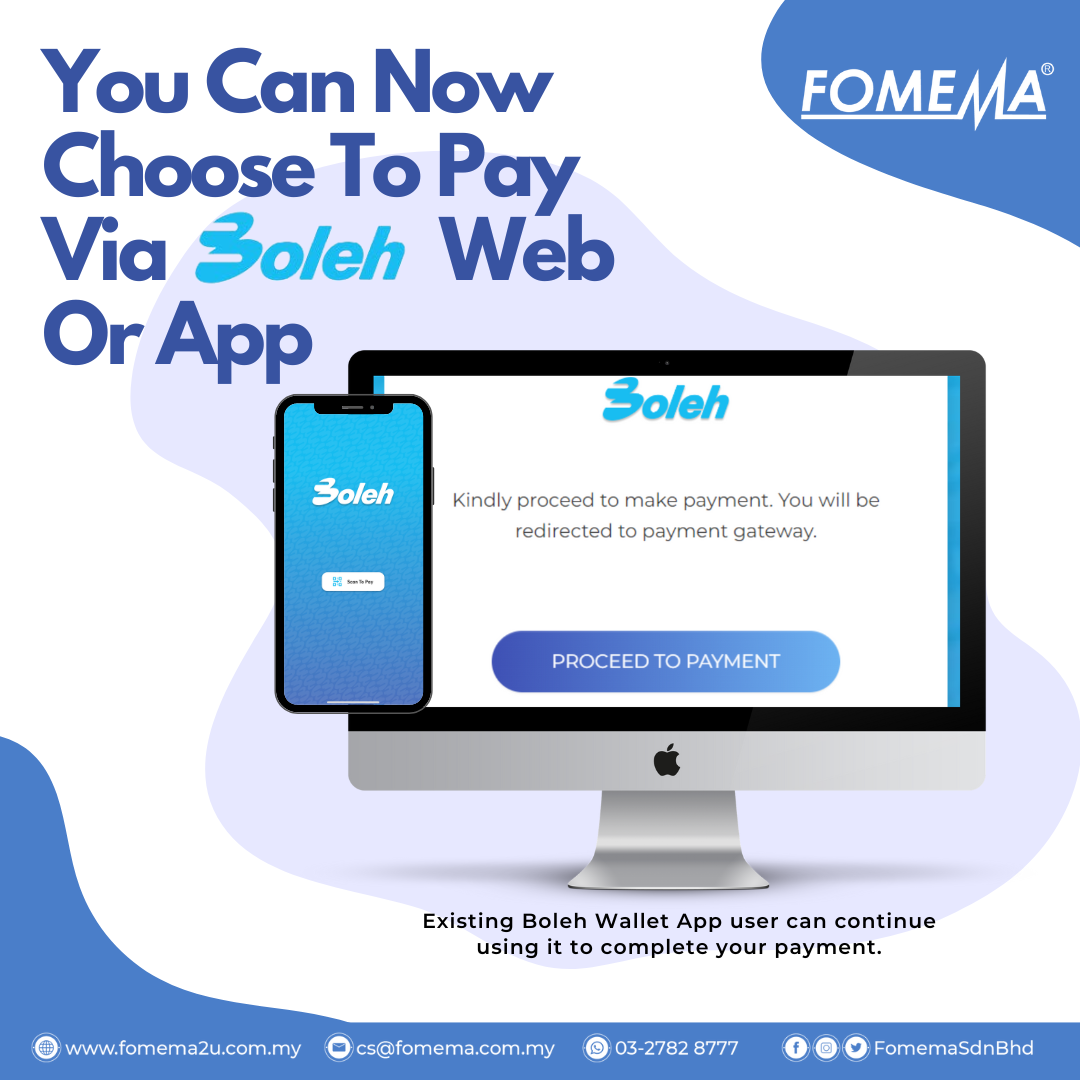 You Can Now
Choose To Pay
Via Boleh Web
Or App
FOMEMA®
Boleh
Scan To Pay
Boleh
Kindly proceed to make payment. You will be
redirected to payment gateway.
PROCEED TO PAYMENT
Existing Boleh Wallet App user can continue
using it to complete your payment.
www.fomema2u.com.my cs@fomema.com.my 03-2782 8777 FomemaSdnBhd